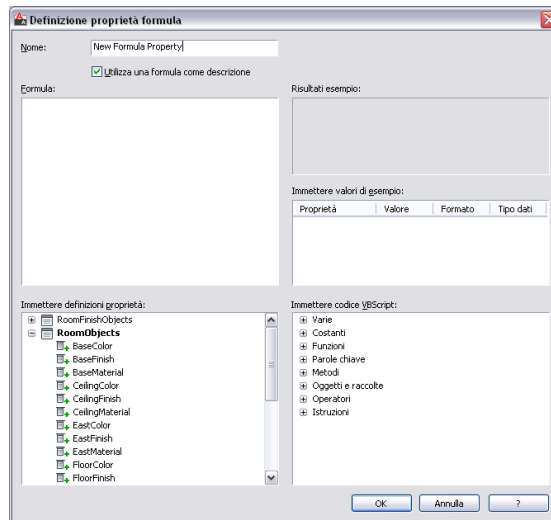 Definizione proprietà formula
Nome:
New Formula Property
Utilizza una formula come descrizione
Formula:
Risultati esempio:
Immettere valori di esempio:
Proprietà Valore Formato Tipo dati
Immettere definizioni proprietà:
RoomFinishObjects
RoomObjects
BaseColor
BaseFinish
BaseMaterial
CeilingColor
CeilingFinish
CeilingMaterial
EastColor
EastFinish
EastMaterial
FloorColor
FloorFinish
Immettere codice VBScript:
Varie
Costanti
Funzioni
Parole chiave
Metodi
Oggetti e raccolte
Operatori
Istruzioni
OK Annulla ?